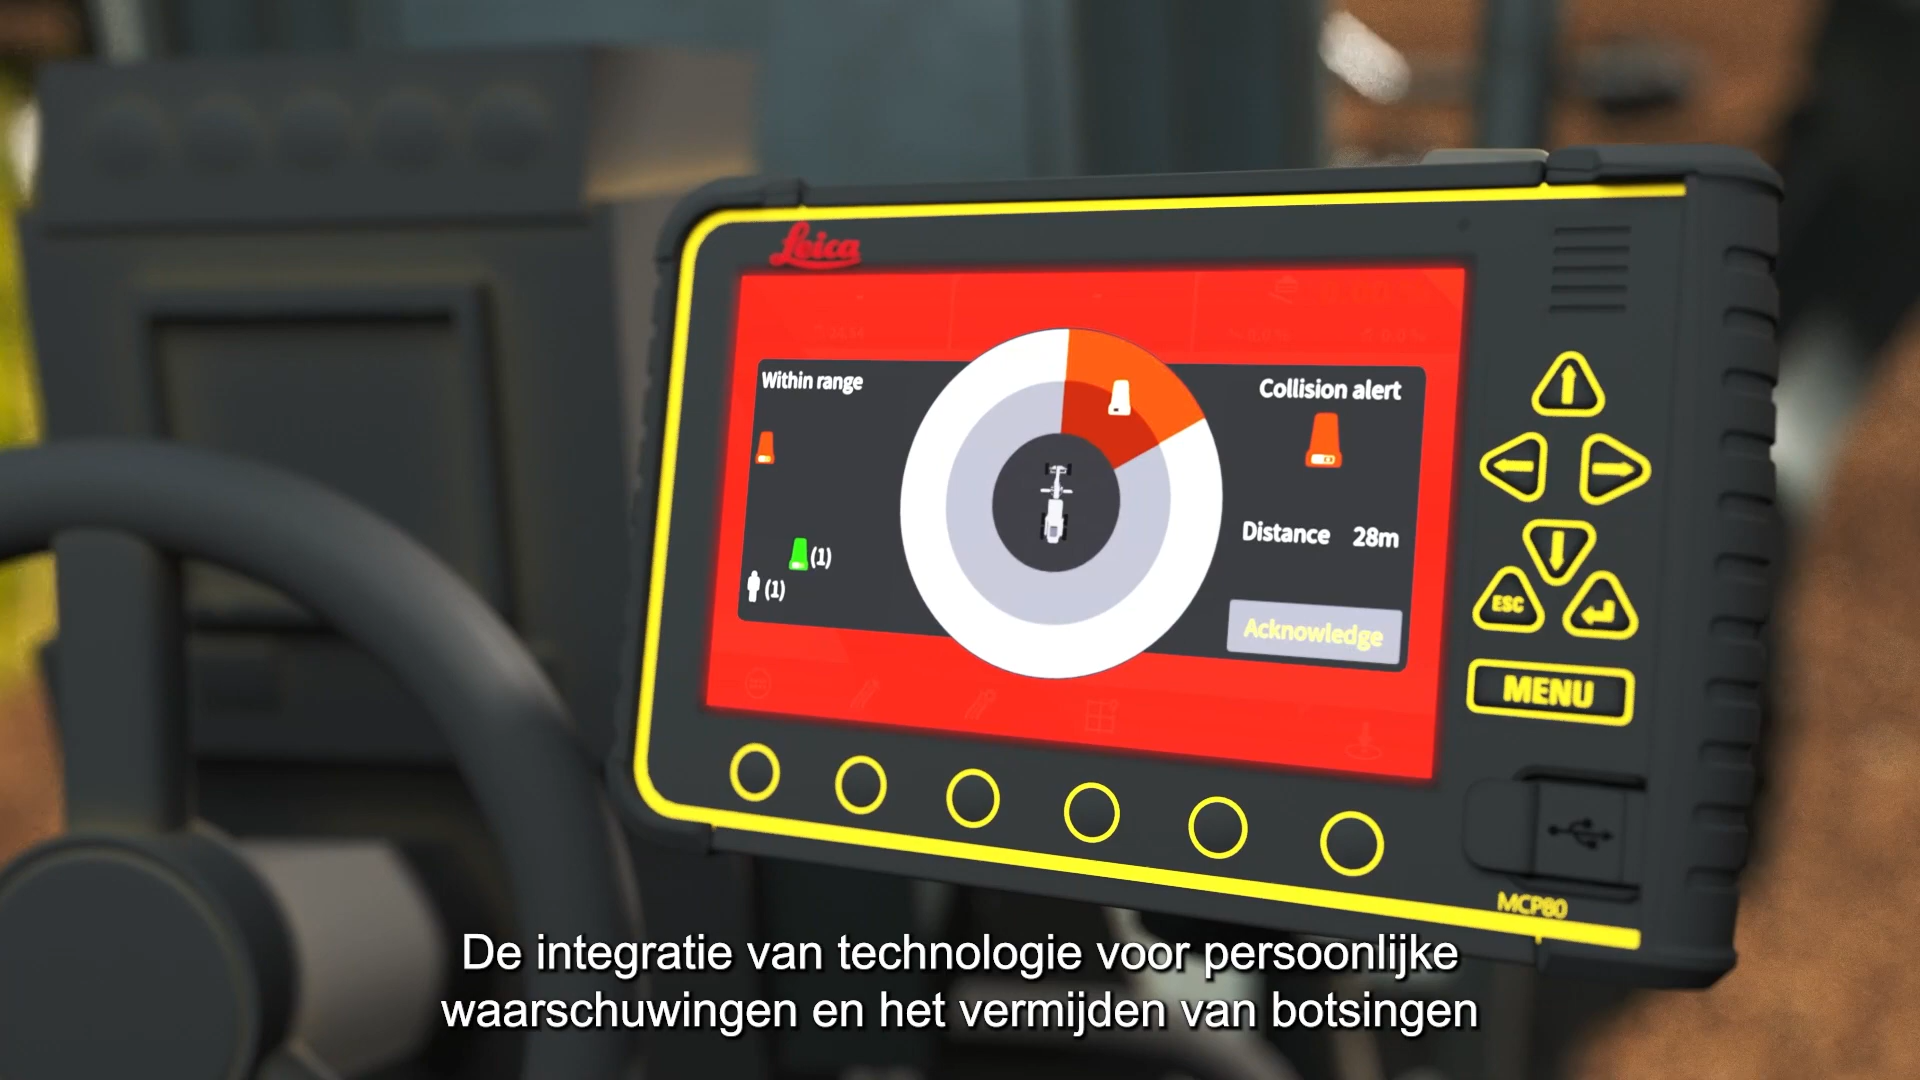 Leica
Within range
Collision alert
(1)
(1)
Distance 28m
Acknowledge
ESC
MENU
MCP80
De integratie van technologie voor persoonlijke
waarschuwingen en het vermijden van botsingen